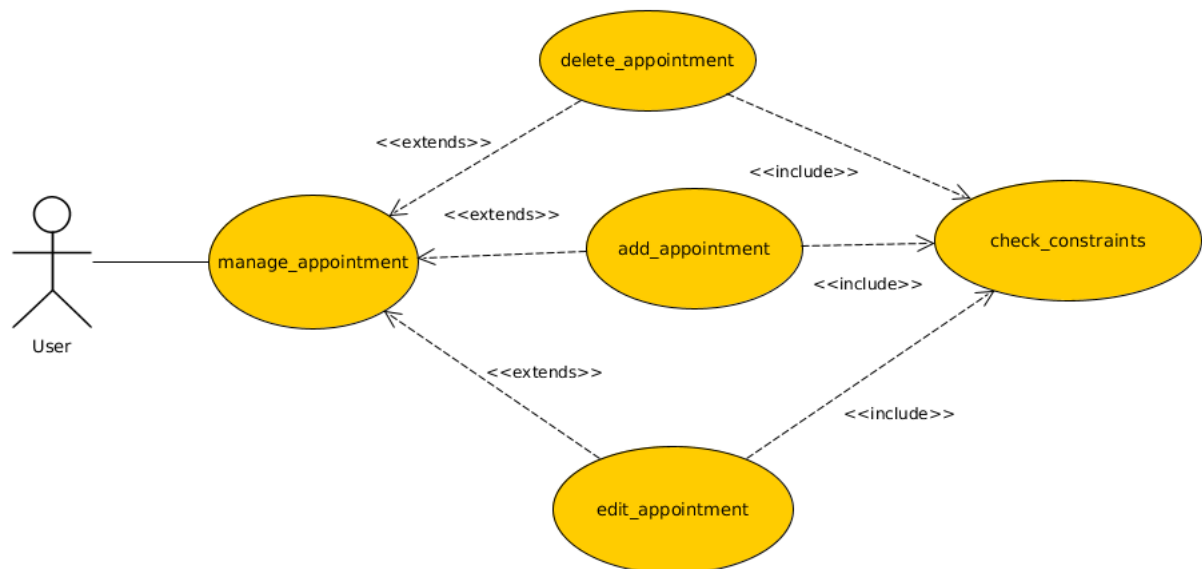 delete_appointment
<<extends>>
<<include>>
<<extends>>
manage_appointment
add_appointment
check_constraints
<<include>>
User
<<extends>>
<<include>>
edit_appointment